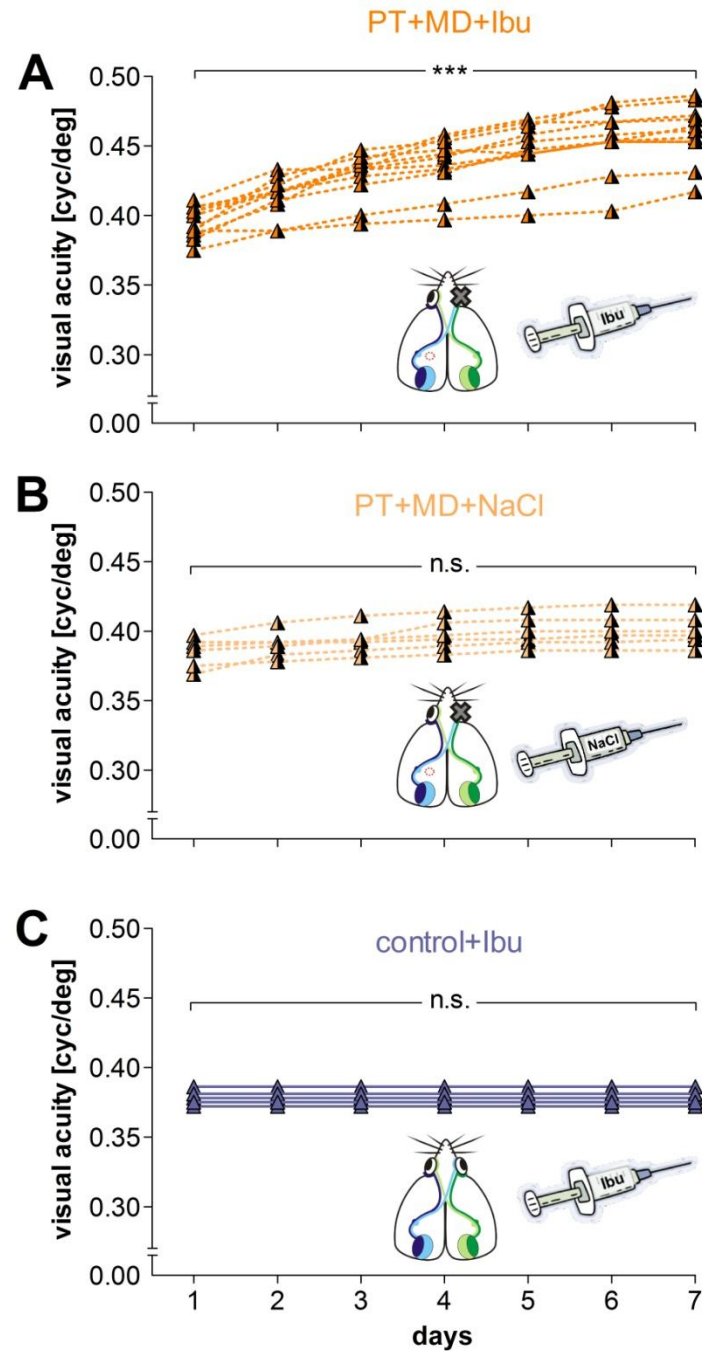 PT+MD+Ibu
A
***
visual acuity [cyc/deg]
0.50
0.45
0.40
0.35
0.30
0.00
Ibu
B
PT+MD+NaCl
n.s.
visual acuity [cyc/deg]
0.50
0.45
0.40
0.35
0.30
0.00
NaCl
C
control+Ibu
n.s.
visual acuity [cyc/deg]
0.50
0.45
0.40
0.35
0.30
0.00
Ibu
1 2 3 4 5 6 7
days